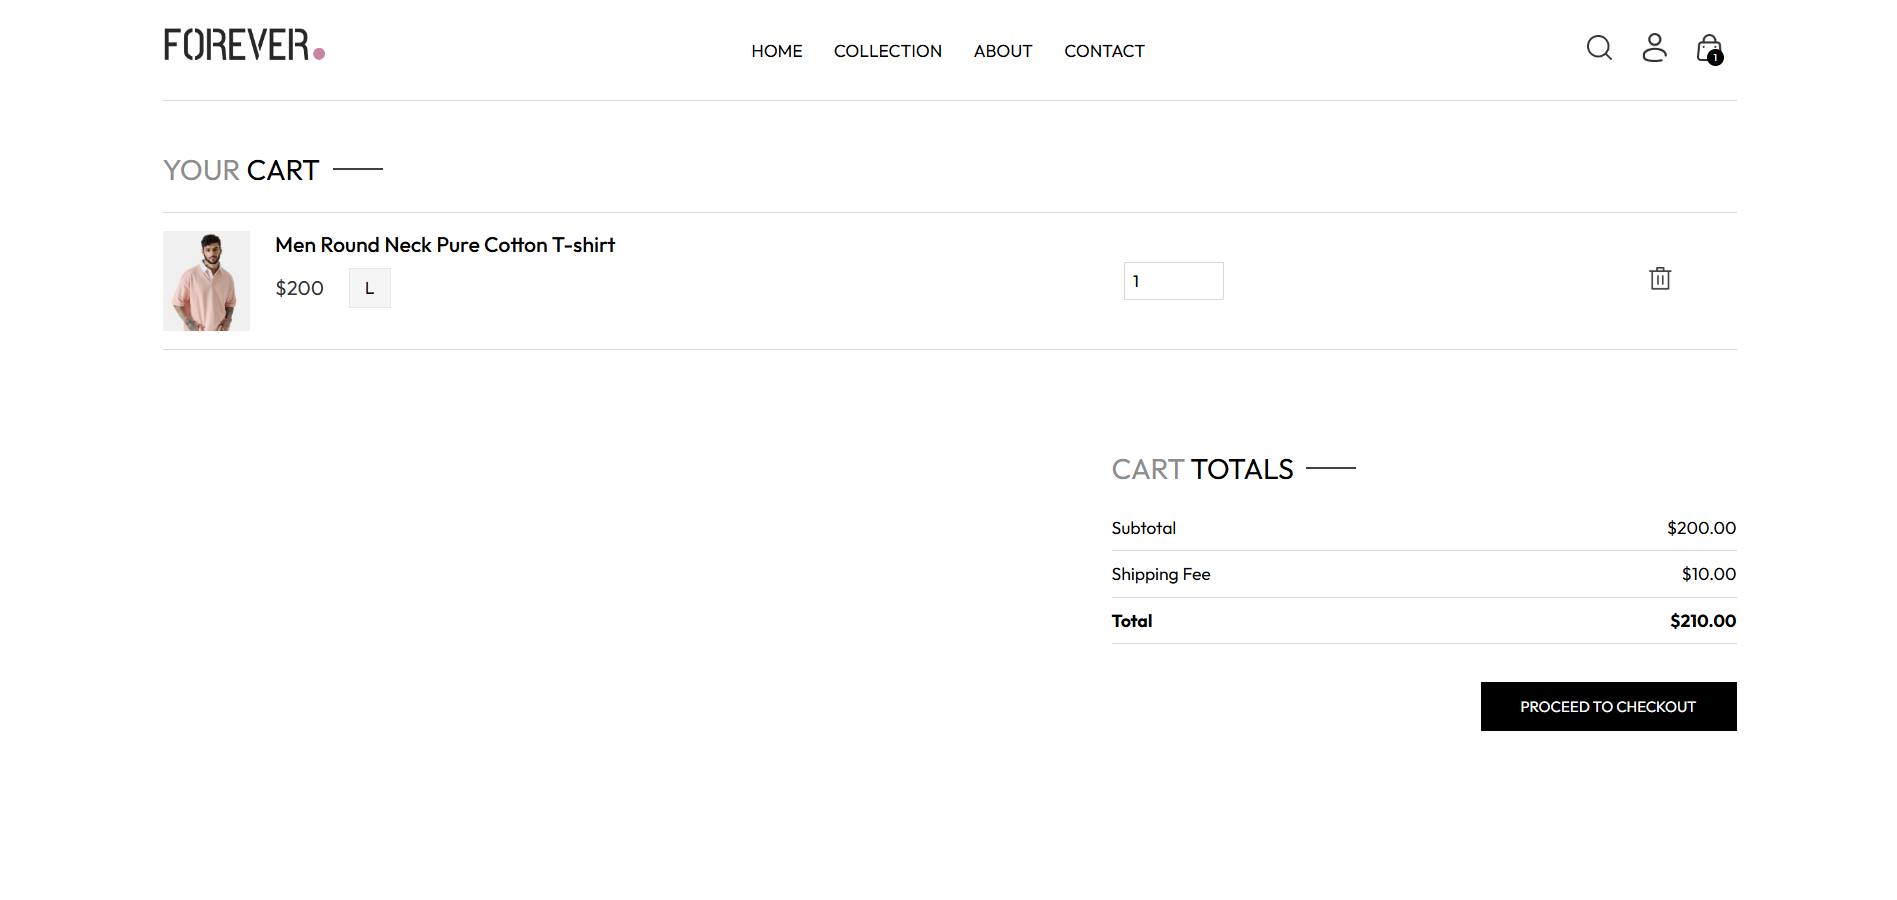 FOREVER.
HOME COLLECTION ABOUT CONTACT
1
YOUR CART
Men Round Neck Pure Cotton T-shirt
$200 L
1
CART TOTALS
Subtotal $200.00
Shipping Fee $10.00
Total $210.00
PROCEED TO CHECKOUT